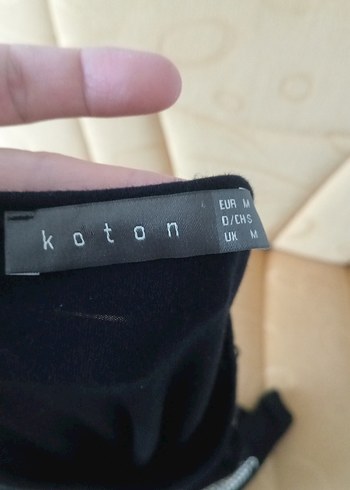 koton
EUR M
D/CH S
UK M